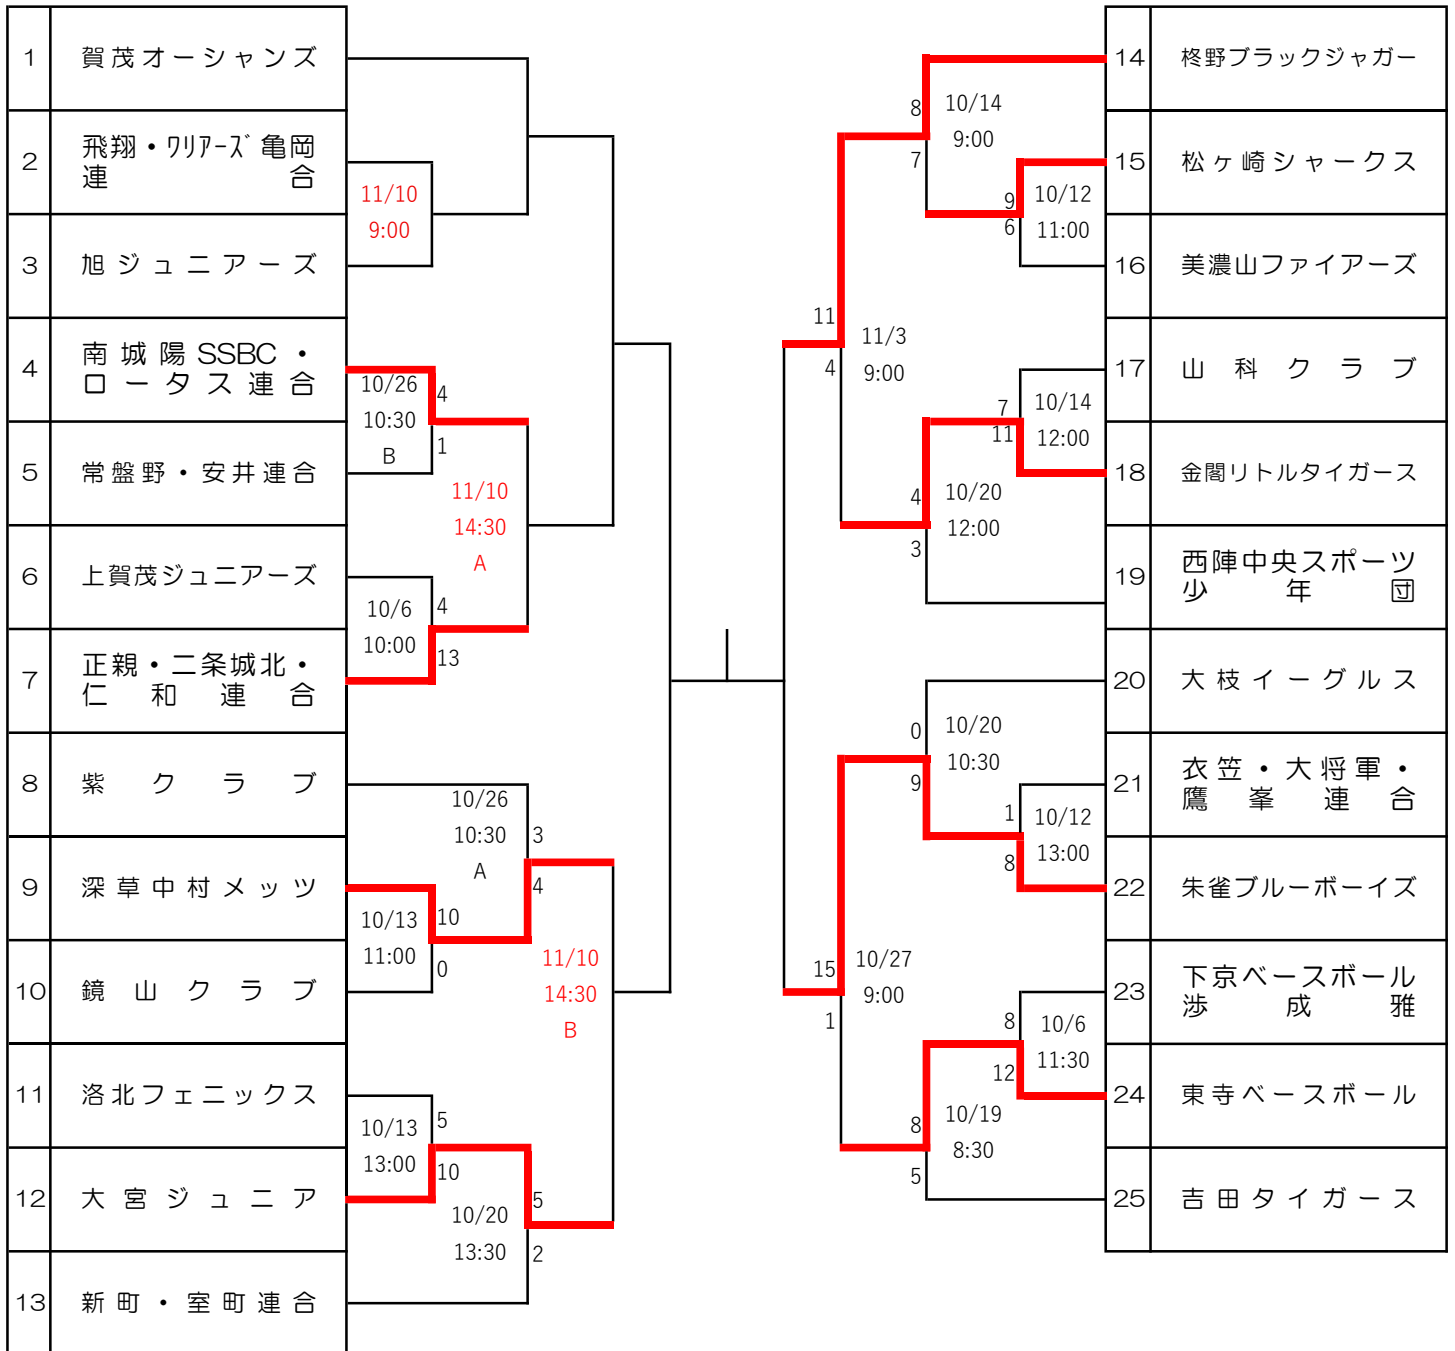 1 賀茂オーシャンズ
2 飛翔・ワリアーズ亀岡
連合
3 旭ジュニアーズ
4 南城陽SSBC・
ロータス連合
5 常盤野・安井連合
6 上賀茂ジュニアーズ
7 正親・二条城北・
仁和連合
8 紫クラブ
9 深草中村メッツ
10 鏡山クラブ
11 洛北フェニックス
12 大宮ジュニア
13 新町・室町連合
11/10
9:00
10/26
10:30
B
4
1
11/10
14:30
A
10/6
10:00
4
13
10/26
10:30
A
3
4
10/13
11:00
10
0
11/10
14:30
B
10/13
13:00
5
10
10/20
13:30
5
2
8
7
10/14
9:00
9
6
10/12
11:00
11
4
11/3
9:00
7
11
10/14
12:00
4
3
10/20
12:00
0
9
10/20
10:30
1
8
10/12
13:00
15
1
10/27
9:00
8
12
10/6
11:30
8
5
10/19
8:30
14 柊野ブラックジャガー
15 松ヶ崎シャークス
16 美濃山ファイアーズ
17 山科クラブ
18 金閣リトルタイガース
19 西陣中央スポーツ
少年団
20 大枝イーグルス
21 衣笠・大将軍・
鷹峯連合
22 朱雀ブルーボーイズ
23 下京ベースボール
渉成雅
24 東寺ベースボール
25 吉田タイガース